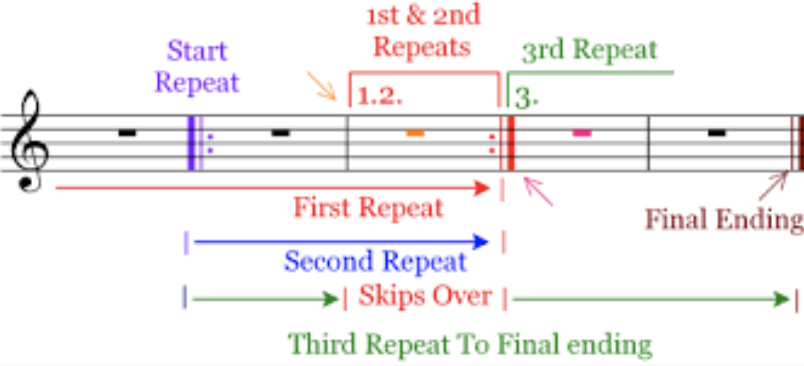 1st & 2nd
Repeats
Start
Repeat
3rd Repeat
1.2.
3.
First Repeat
Final Ending
Second Repeat
Skips Over
Third Repeat To Final ending